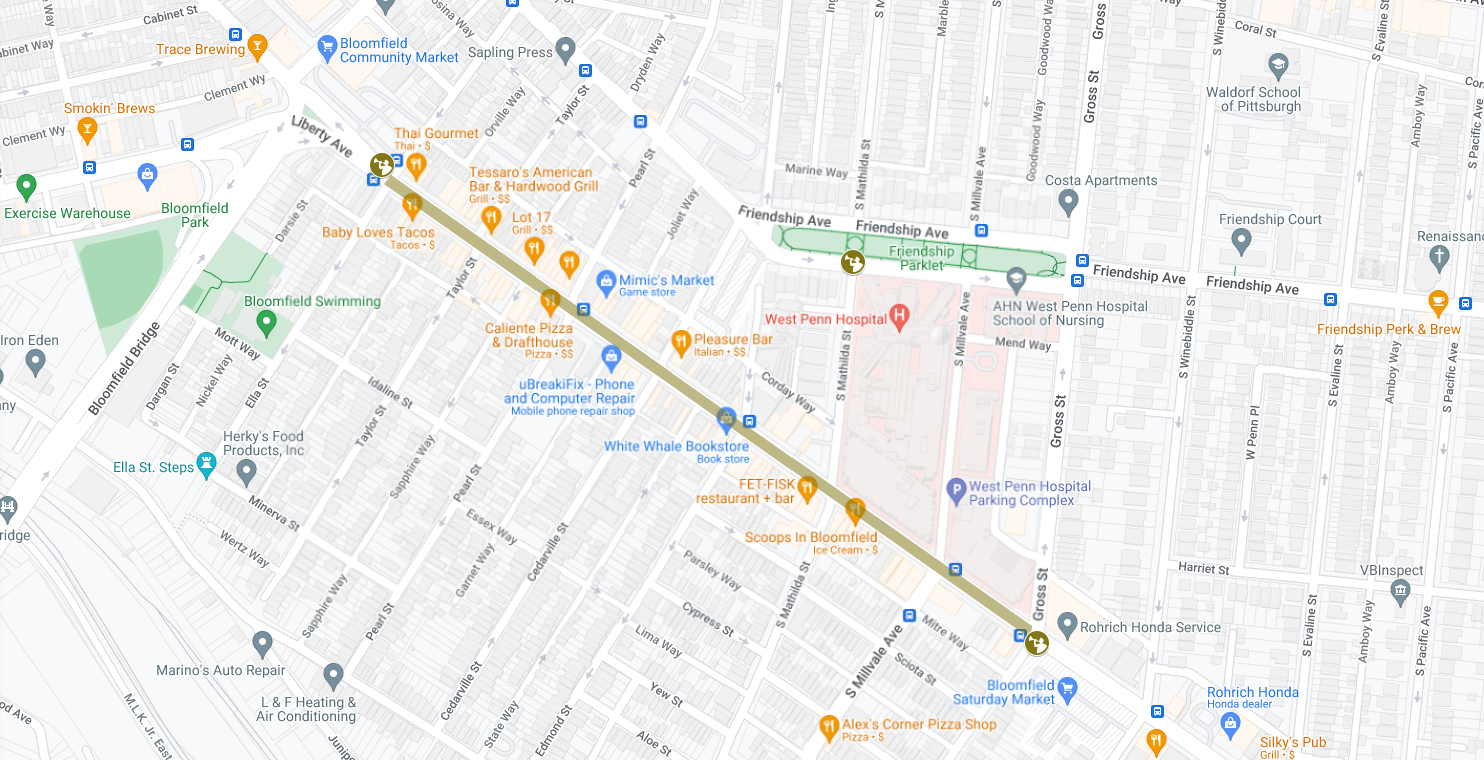 Cabinet St
Cabinet Way
Trace Brewing
Bloomfield
Community Market
Sapling Press
Dryden Way
Goodwood Way
Gross St
Gross St
S Winebiddle St
S Evaline St
Coral St
Waldorf School
of Pittsburgh
Clement Wy
Clement Wy
Smokin' Brews
Orville Way
Taylor St
Liberty Ave
Thai Gourmet
Thai • $
Tessaro's American
Bar & Hardwood Grill
Grill • $$
Pearl St
Goodwood Way
Amboy Way
S Pacific Ave
Marine Way
S Mathilda St
S Millvale Ave
Costa Apartments
Exercise Warehouse
Bloomfield
Park
Darsie St
Baby Loves Tacos
Tacos • $
Lot 17
Grill • $$
Joliet Way
Friendship Ave
Friendship Ave
Friendship
Parklet
Friendship Court
Friendship Ave
Friendship Ave
Taylor St
Mimic's Market
Game store
AHN West Penn Hospital
School of Nursing
Bloomfield Swimming
West Penn Hospital
Friendship Perk & Brew
Caliente Pizza
& Drafthouse
Pizza • $$
Pleasure Bar
Italian • $$
Mend Way
S Millvale Ave
S Mathilda St
S Winebiddle St
S Evaline St
Amboy Way
S Pacific Ave
Iron Eden
Bloomfield Bridge
Mott Way
Dargan St
Nickel Way
Ella St
Idaline St
uBreakiFix - Phone
and Computer Repair
Mobile phone repair shop
Corday Way
Gross St
W Penn Pl
Taylor St
Herky's Food
Products, Inc
White Whale Bookstore
Book store
Ella St. Steps
Sapphire Way
Pearl St
FET-FISK
restaurant + bar
West Penn Hospital
Parking Complex
Minerva St
Essex Way
Scoops In Bloomfield
Ice Cream • $
Wertz Way
Garnet Way
Cedarville St
Parsley Way
S Mathilda St
Harriet St
VBInspect
Sapphire Way
Pearl St
Cypress St
Gross St
S Evaline St
Amboy Way
S Pacific Ave
Lima Way
Mitre Way
Rohrich Honda Service
Marino's Auto Repair
Sciota St
S Millvale Ave
L & F Heating &
Air Conditioning
Cedarville St
Yew St
Bloomfield
Saturday Market
Rohrich Honda
Honda dealer
M.L.K. Jr. East
State Way
Edmond St
Aloe St
Alex's Corner Pizza Shop
Pizza • $
Silky's Pub
Grill • $